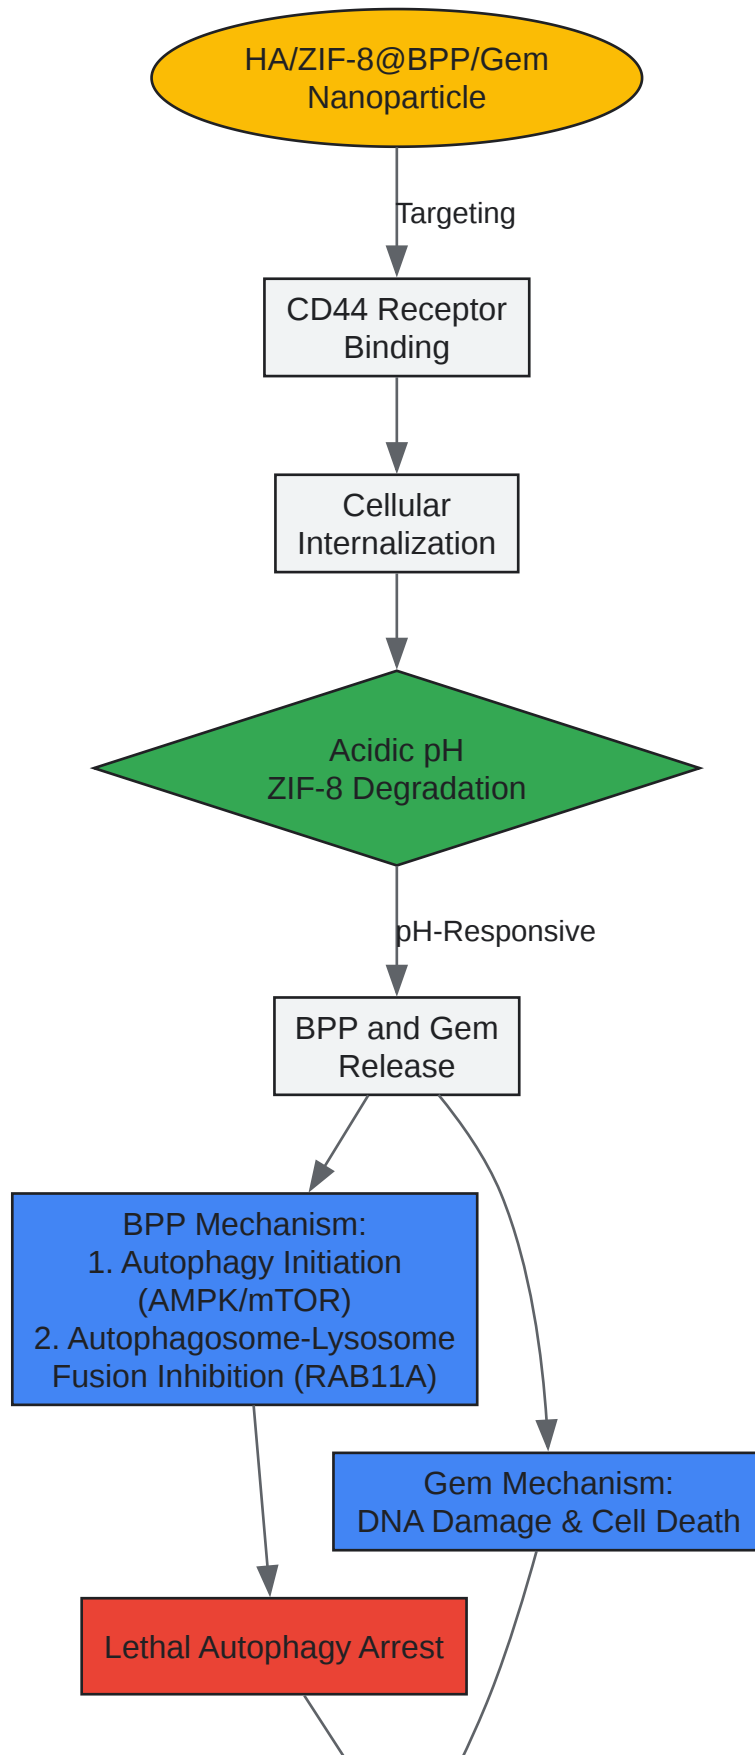 HA/ZIF-8@BPP/Gem
Nanoparticle
Targeting
CD44 Receptor
Binding
Cellular
Internalization
Acidic pH
ZIF-8 Degradation
pH-Responsive
BPP and Gem
Release
BPP Mechanism:
1. Autophagy Initiation
(AMPK/mTOR)
2. Autophagosome-Lysosome
Fusion Inhibition (RAB11A)
Gem Mechanism:
DNA Damage & Cell Death
Lethal Autophagy Arrest